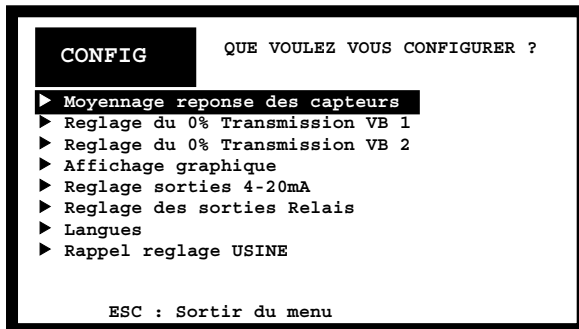 CONFIG
QUE VOULEZ VOUS CONFIGURER ?
Moyennage reponse des capteurs
Reglage du 0% Transmission VB 1
Reglage du 0% Transmission VB 2
Affichage graphique
Reglage sorties 4-20mA
Reglage des sorties Relais
Langues
Rappel reglage USINE
ESC : Sortir du menu